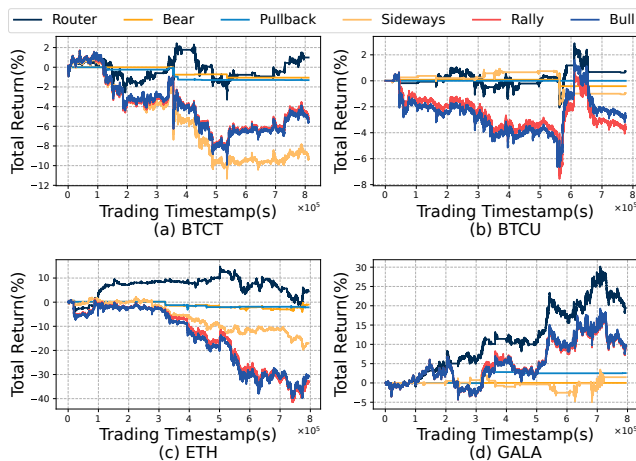 Router Bear Pullback Sideways Rally Bull
Total Return(%)
2
0
−2
−4
−6
−8
−10
−12
0 1 2 3 4 5 6 7 8
×10⁵
Trading Timestamp(s)
(a) BTCT
Total Return(%)
2
0
−2
−4
−6
−8
0 1 2 3 4 5 6 7 8
×10⁵
Trading Timestamp(s)
(b) BTCU
Total Return(%)
10
0
−10
−20
−30
−40
0 1 2 3 4 5 6 7 8
×10⁵
Trading Timestamp(s)
(c) ETH
Total Return(%)
30
25
20
15
10
5
0
−5
0 1 2 3 4 5 6 7 8
×10⁵
Trading Timestamp(s)
(d) GALA